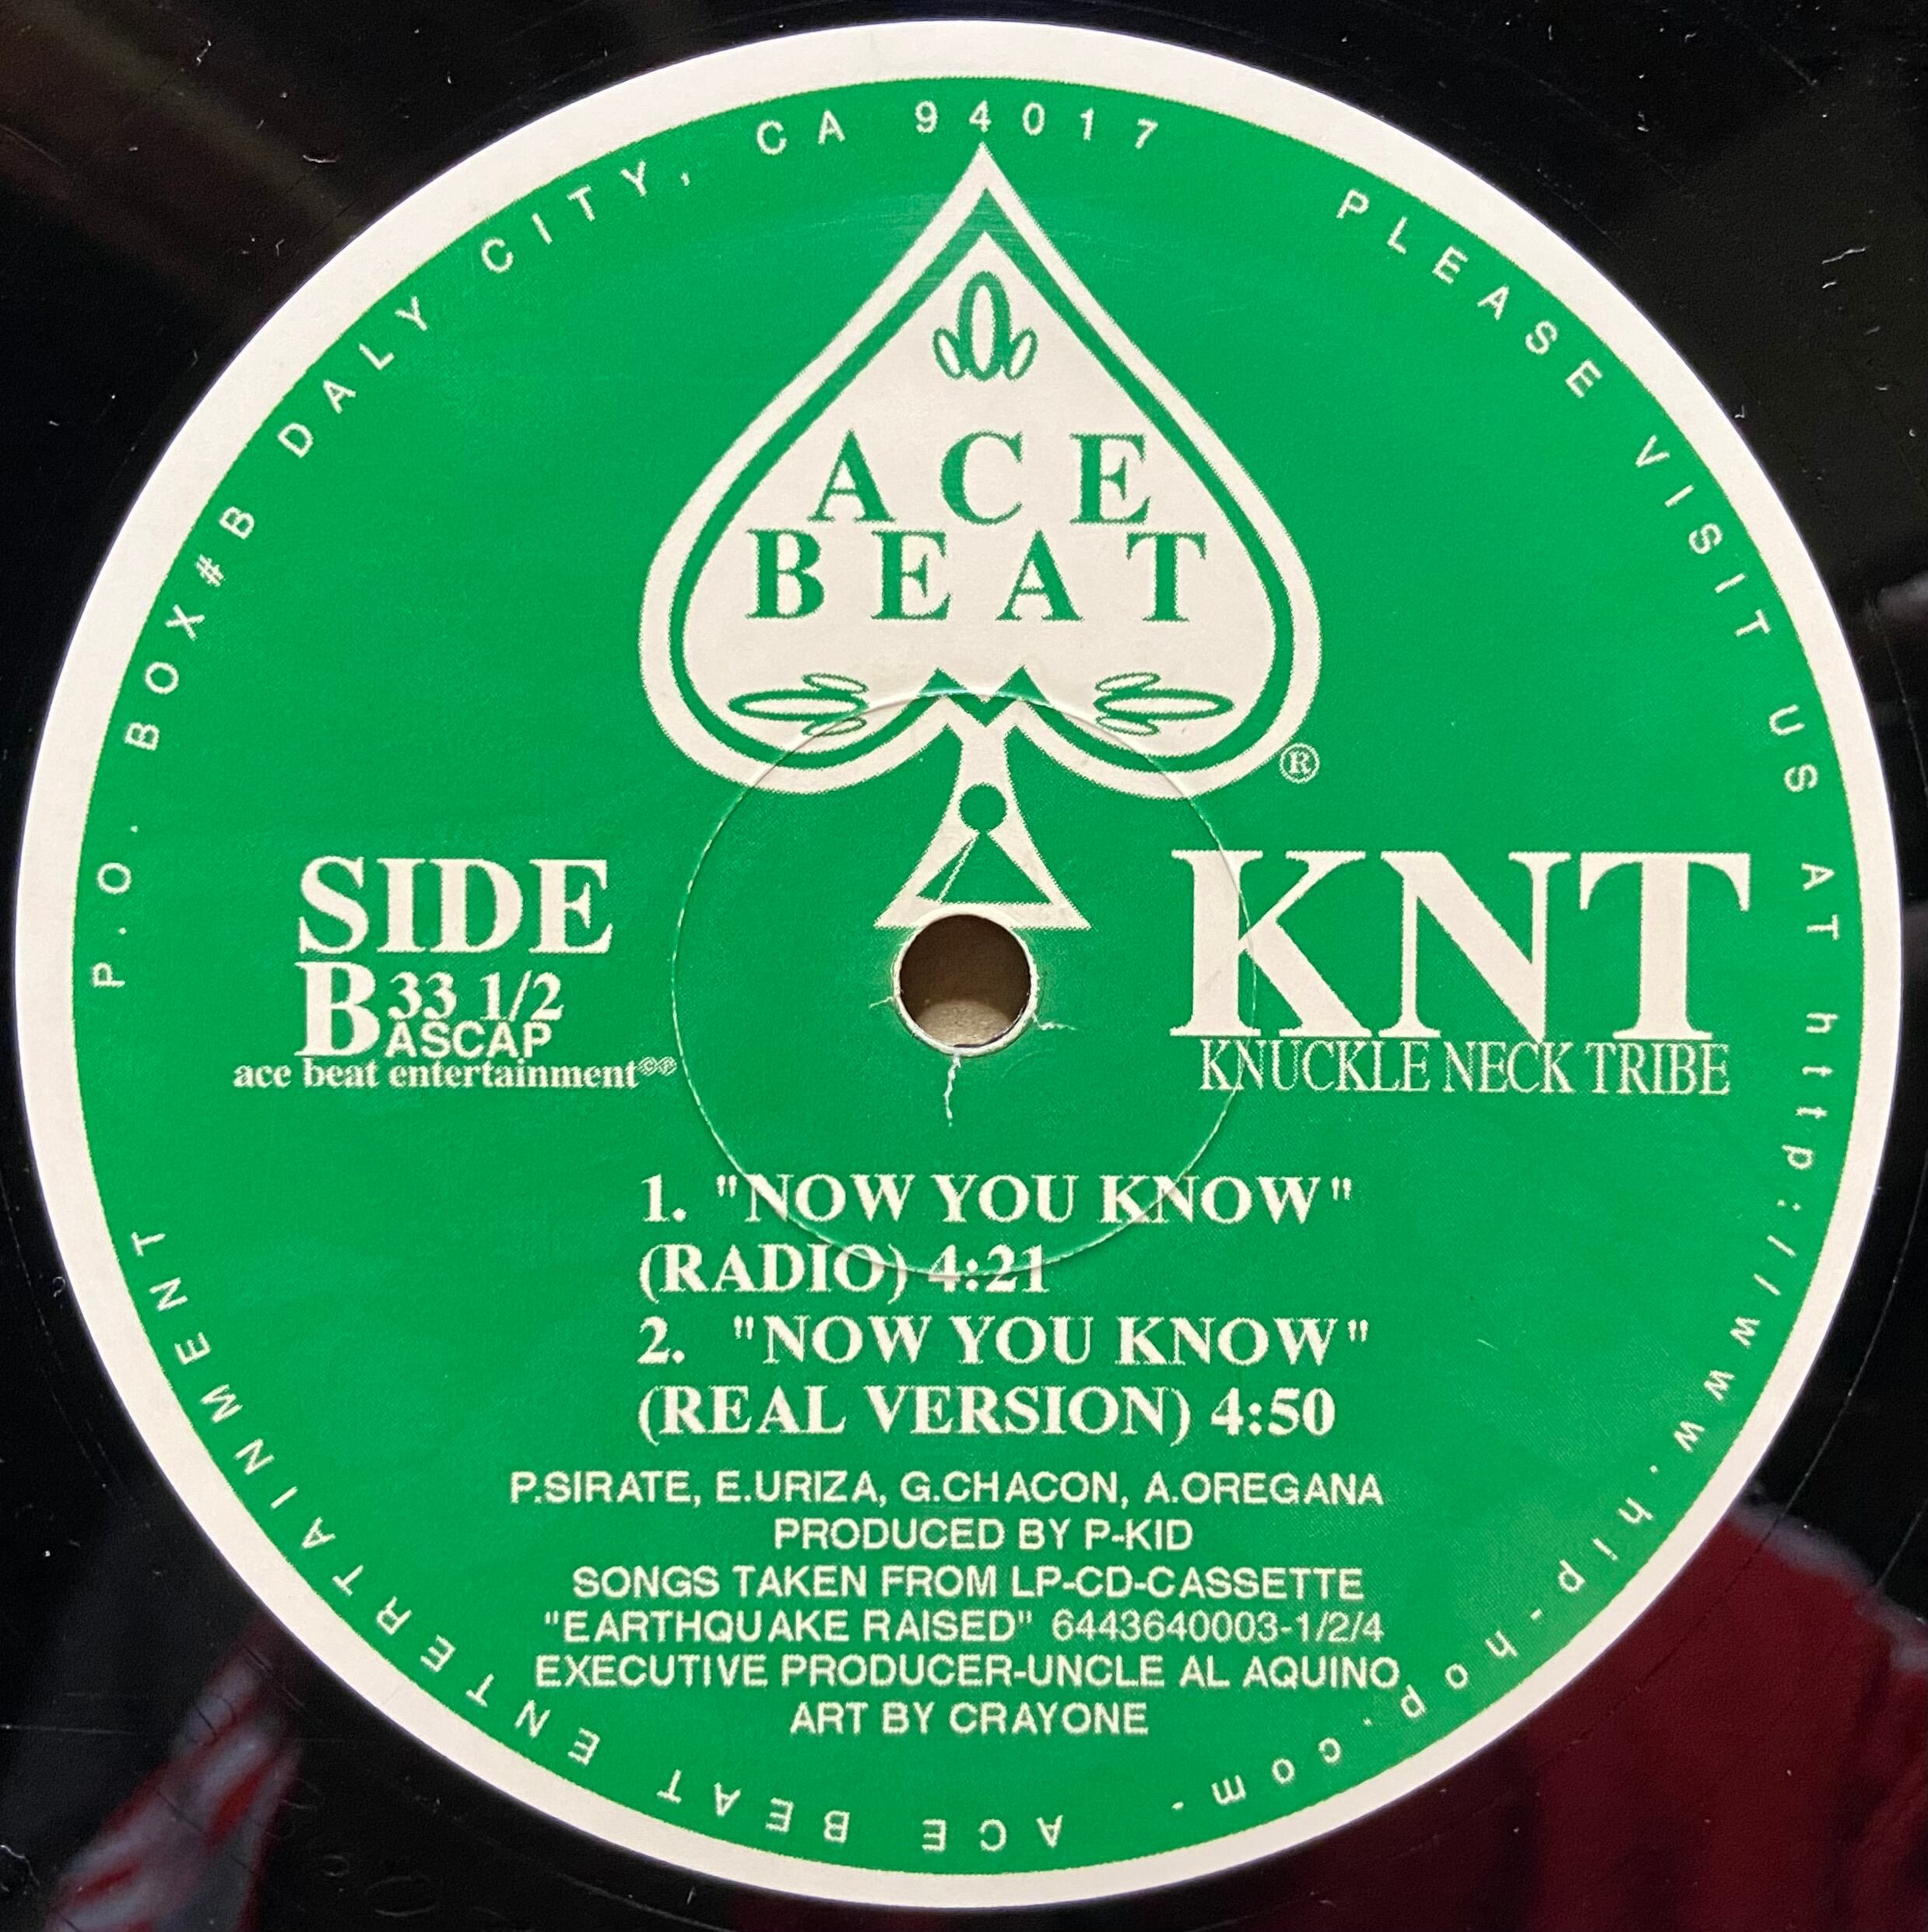 P.O. BOX#B DALY CITY, CA 94017 PLEASE VISIT US AT http://www.hip-hop.com - ACE BEAT ENTERTAINMENT
ACE
BEAT
®
SIDE
B 33 1/2
ASCAP
ace beat entertainment©℗
KNT
KNUCKLE NECK TRIBE
1. "NOW YOU KNOW"
(RADIO) 4:21
2. "NOW YOU KNOW"
(REAL VERSION) 4:50
P.SIRATE, E.URIZA, G.CHACON, A.OREGANA
PRODUCED BY P-KID
SONGS TAKEN FROM LP-CD-CASSETTE
"EARTHQUAKE RAISED" 6443640003-1/2/4
EXECUTIVE PRODUCER-UNCLE AL AQUINO
ART BY CRAYONE